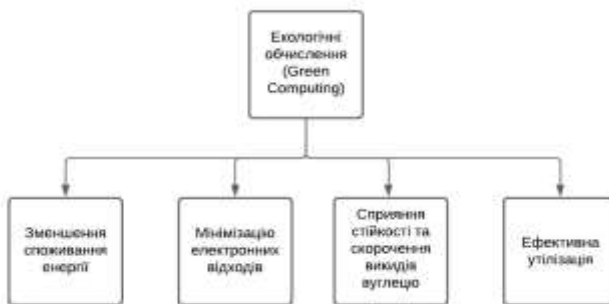 Екологічні
обчислення
(Green
Computing)
Зменшення
споживання
енергії
Мінімізацію
електронних
відходів
Сприяння
стійкості та
скорочення
викидів
вуглецю
Ефективна
утилізація